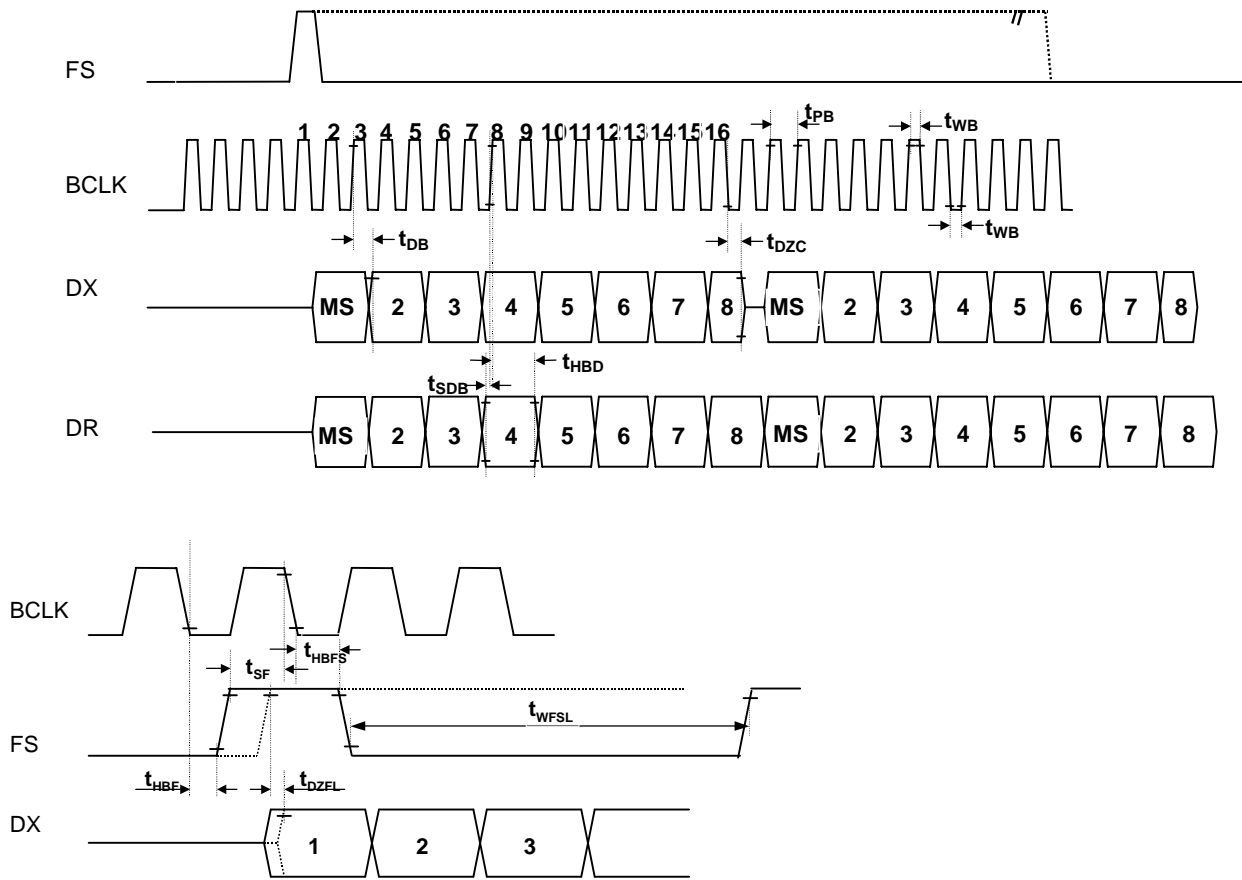 FS
1 2 3 4 5 6 7 8 9 10 11 12 13 14 15 16
tPB
tWB
BCLK
tWB
tDB
tDZC
DX
MS 2 3 4 5 6 7 8 MS 2 3 4 5 6 7 8
tHBD
tSDB
DR
MS 2 3 4 5 6 7 8 MS 2 3 4 5 6 7 8
BCLK
tSF
tHBFS
tWFSL
FS
tHBF
tDZFL
DX
1 2 3